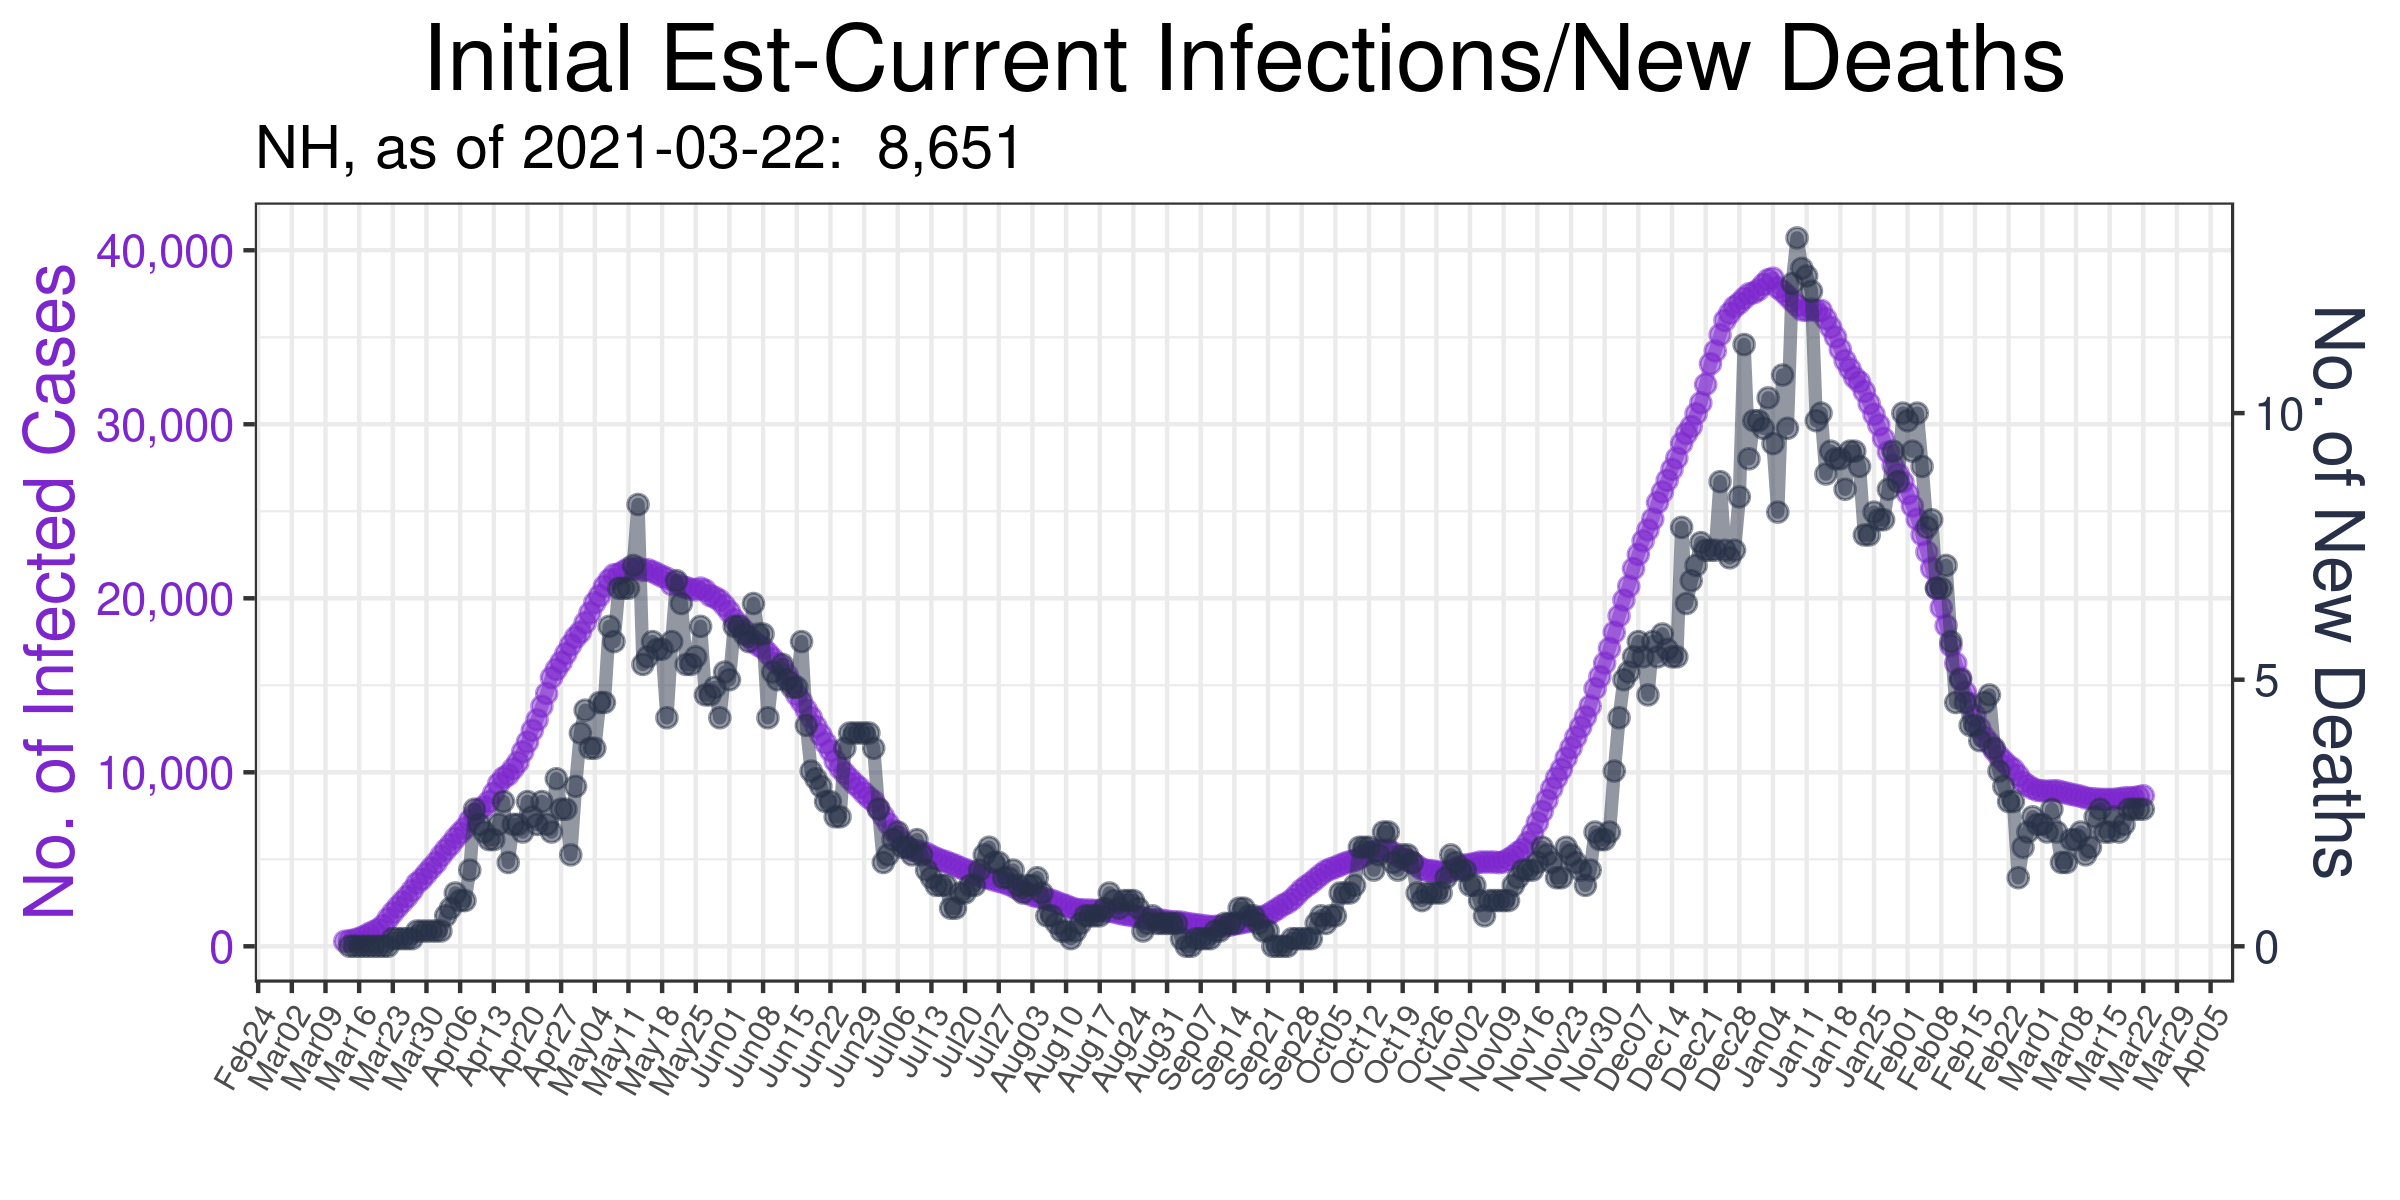 Initial Est-Current Infections/New Deaths
NH, as of 2021-03-22:  8,651
No. of Infected Cases
40,000
30,000
20,000
10,000
0
No. of New Deaths
10
5
0
Feb24
Mar02
Mar09
Mar16
Mar23
Mar30
Apr06
Apr13
Apr20
Apr27
May04
May11
May18
May25
Jun01
Jun08
Jun15
Jun22
Jun29
Jul06
Jul13
Jul20
Jul27
Aug03
Aug10
Aug17
Aug24
Aug31
Sep07
Sep14
Sep21
Sep28
Oct05
Oct12
Oct19
Oct26
Nov02
Nov09
Nov16
Nov23
Nov30
Dec07
Dec14
Dec21
Dec28
Jan04
Jan11
Jan18
Jan25
Feb01
Feb08
Feb15
Feb22
Mar01
Mar08
Mar15
Mar22
Mar29
Apr05